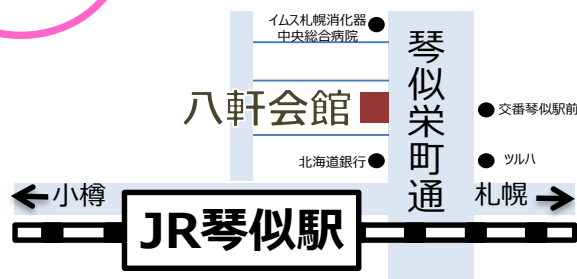 イムス札幌消化器
中央総合病院
琴似栄町通
八軒会館
交番琴似駅前
北海道銀行
ツルハ
小樽
札幌
JR琴似駅